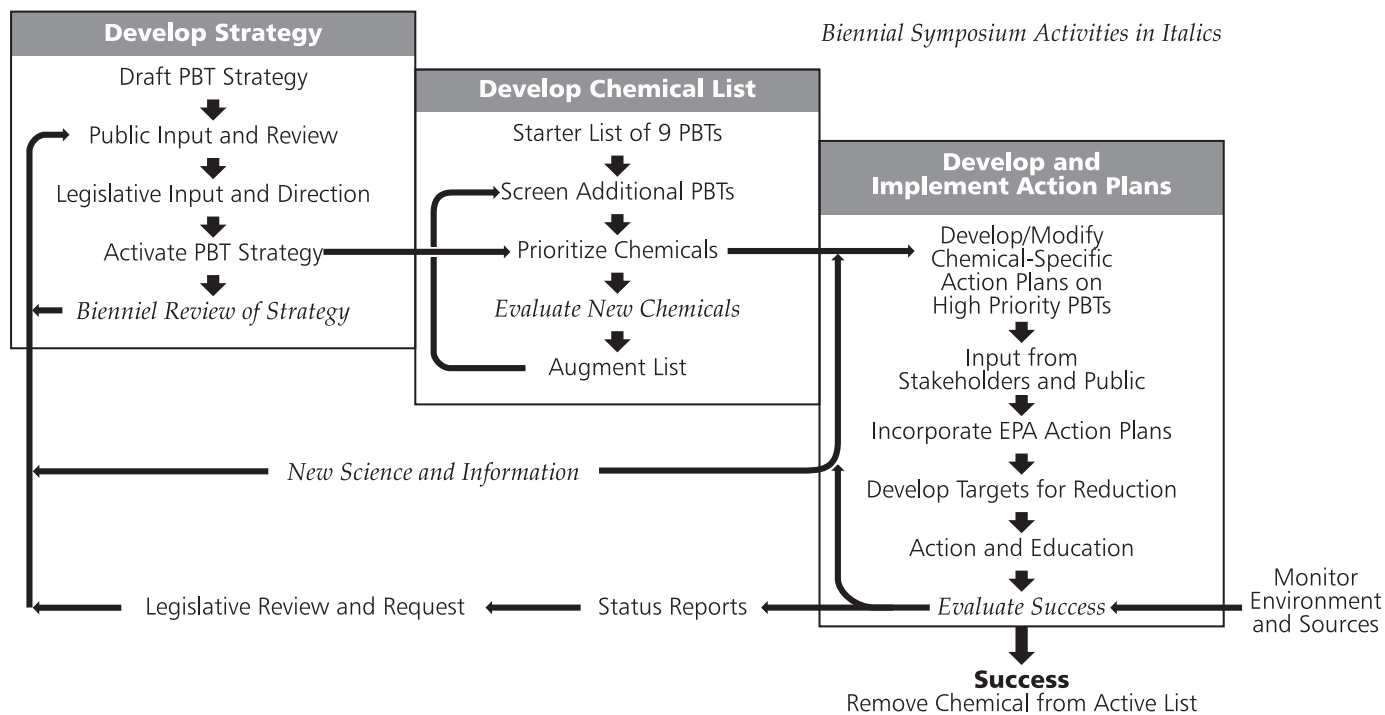 Biennial Symposium Activities in Italics
Develop Strategy
Draft PBT Strategy
Public Input and Review
Legislative Input and Direction
Activate PBT Strategy
Bienniel Review of Strategy
Develop Chemical List
Starter List of 9 PBTs
Screen Additional PBTs
Prioritize Chemicals
Evaluate New Chemicals
Augment List
Develop and
Implement Action Plans
Develop/Modify
Chemical-Specific
Action Plans on
High Priority PBTs
Input from
Stakeholders and Public
Incorporate EPA Action Plans
Develop Targets for Reduction
Action and Education
Evaluate Success
New Science and Information
Legislative Review and Request
Status Reports
Monitor
Environment
and Sources
Success
Remove Chemical from Active List